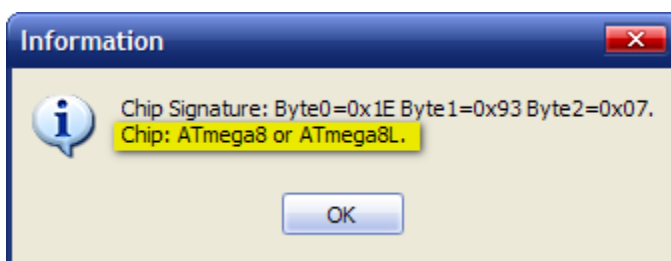 Information
Chip Signature: Byte0=0x1E Byte1=0x93 Byte2=0x07.
Chip: ATmega8 or ATmega8L.
OK